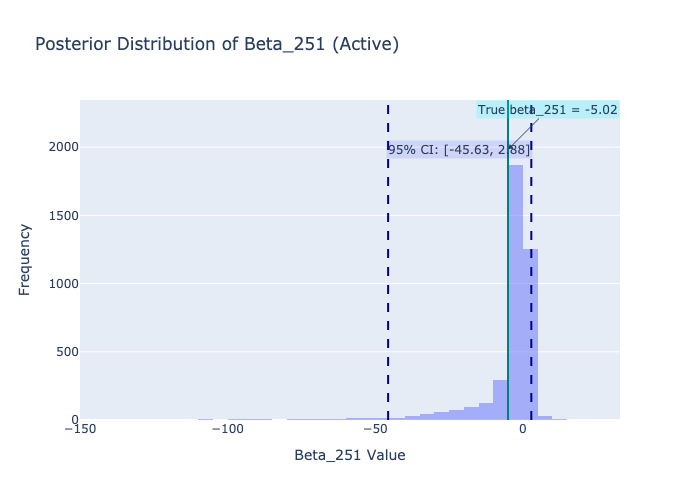 Posterior Distribution of Beta_251 (Active)
True beta_251 = -5.02
95% CI: [-45.63, 2.88]
2000
1500
1000
500
0
Frequency
−150
−100
−50
0
Beta_251 Value